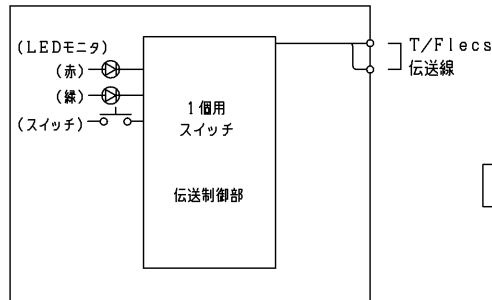 (LEDモニタ)
(赤)
(緑)
(スイッチ)
1個用
スイッチ
伝送制御部
T/Flecs
伝送線